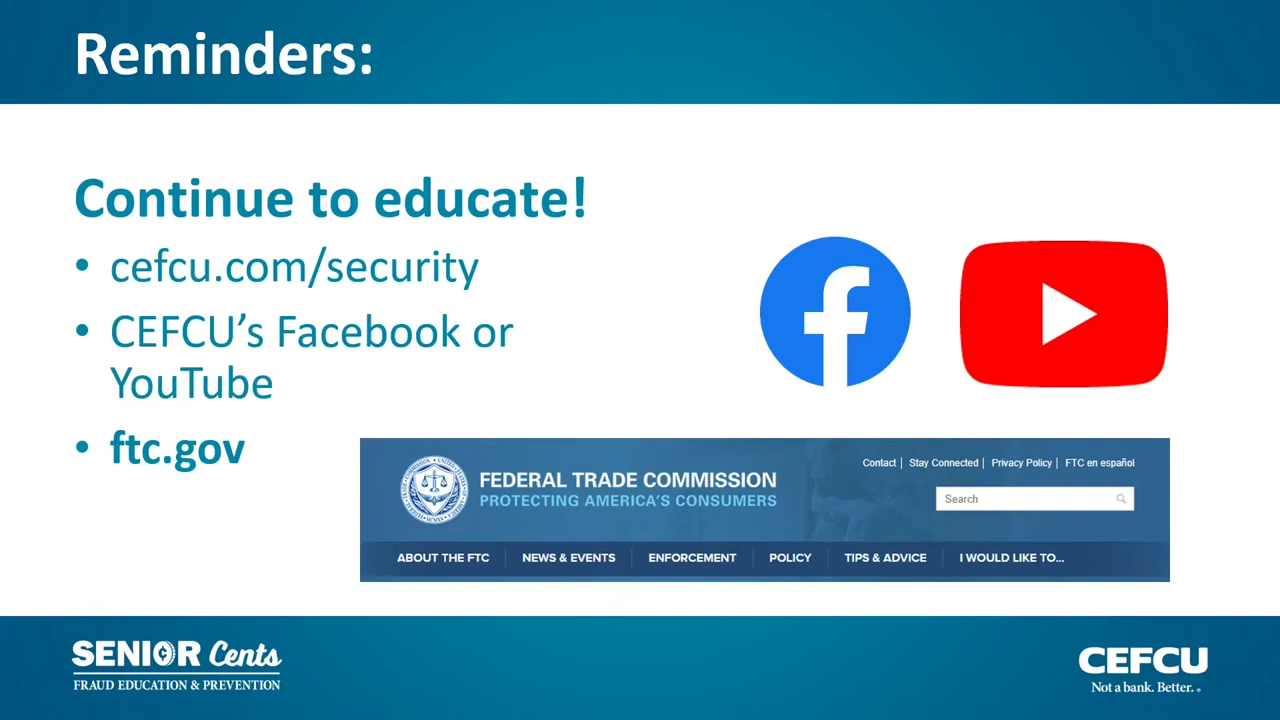 Reminders:
Continue to educate!
• cefcu.com/security
• CEFCU’s Facebook or
YouTube
• ftc.gov
Contact | Stay Connected | Privacy Policy | FTC en español
FEDERAL TRADE COMMISSION
PROTECTING AMERICA'S CONSUMERS
Search
ABOUT THE FTC
NEWS & EVENTS
ENFORCEMENT
POLICY
TIPS & ADVICE
I WOULD LIKE TO...
SENIOR Cents
FRAUD EDUCATION & PREVENTION
CEFCU
Not a bank. Better.®